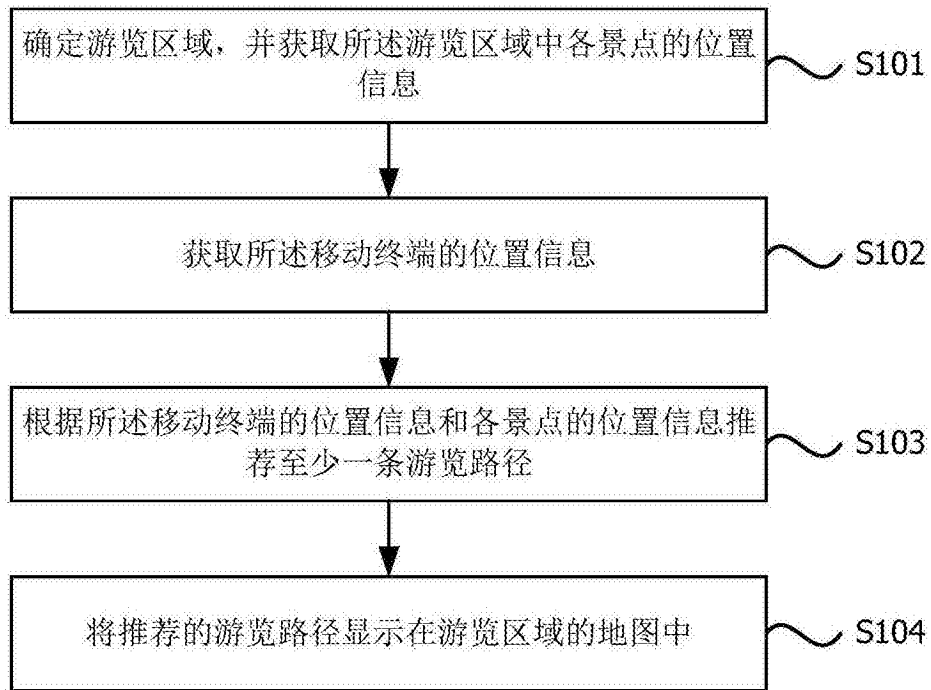 确定游览区域，并获取所述游览区域中各景点的位置
信息
S101
获取所述移动终端的位置信息
S102
根据所述移动终端的位置信息和各景点的位置信息推
荐至少一条游览路径
S103
将推荐的游览路径显示在游览区域的地图中
S104